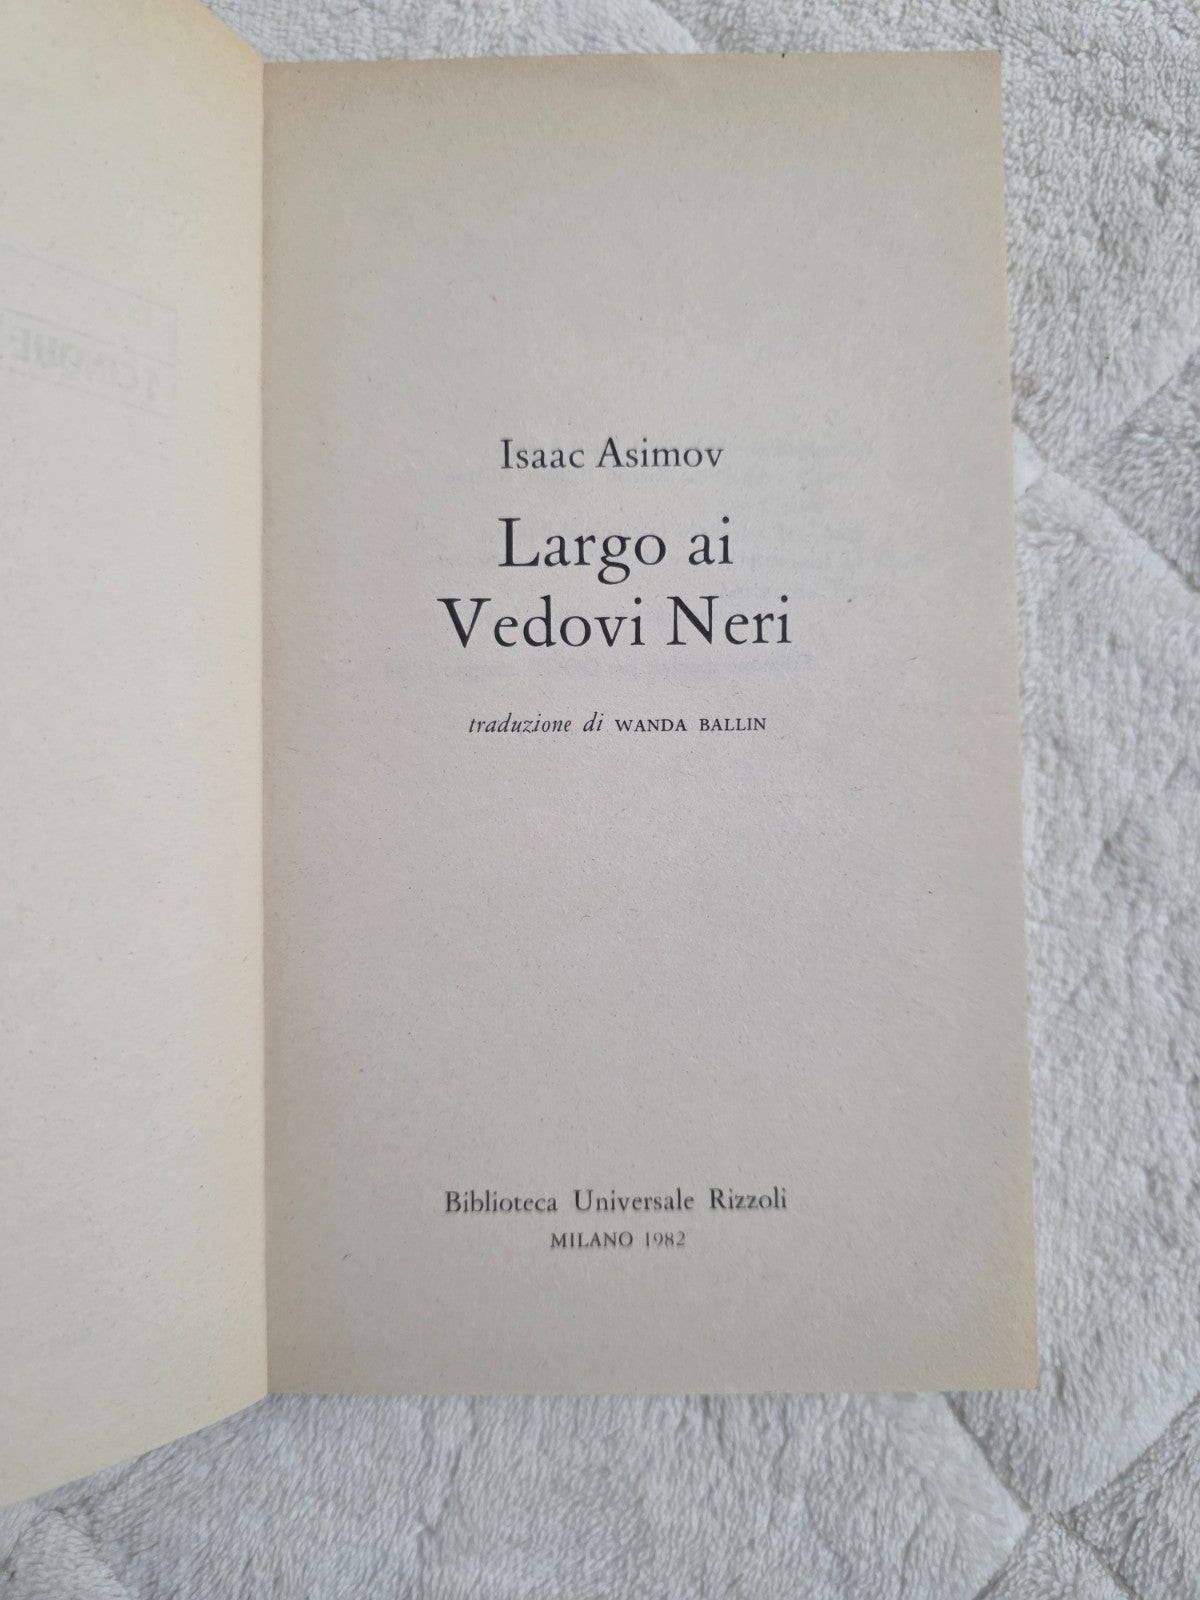 Isaac Asimov
Largo ai
Vedovi Neri
traduzione di WANDA BALLIN
Biblioteca Universale Rizzoli
MILANO 1982